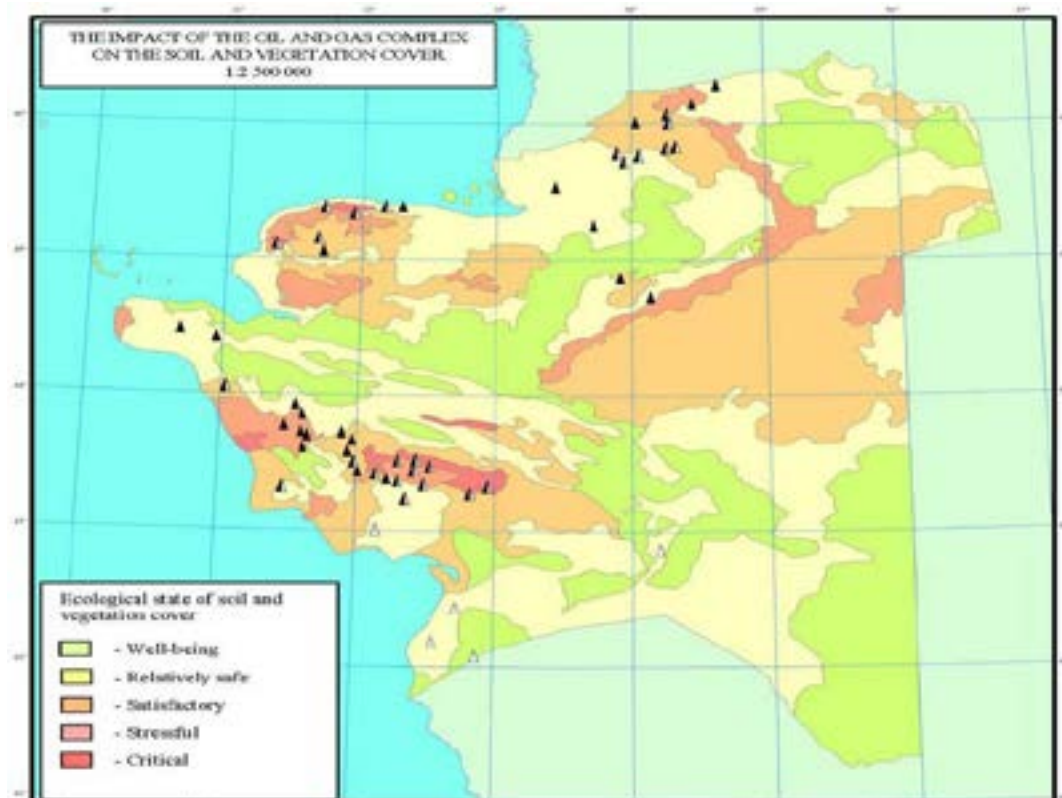 THE IMPACT OF THE OIL AND GAS COMPLEX
ON THE SOIL AND VEGETATION COVER
1:2 500 000
Ecological state of soil and
vegetation cover
- Well-being
- Relatively safe
- Satisfactory
- Stressful
- Critical